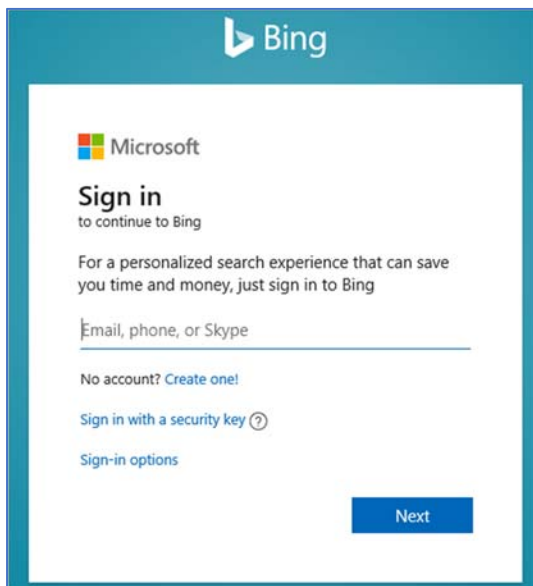 Bing
Microsoft
Sign in
to continue to Bing
For a personalized search experience that can save
you time and money, just sign in to Bing
Email, phone, or Skype
No account? Create one!
Sign in with a security key ?
Sign-in options
Next